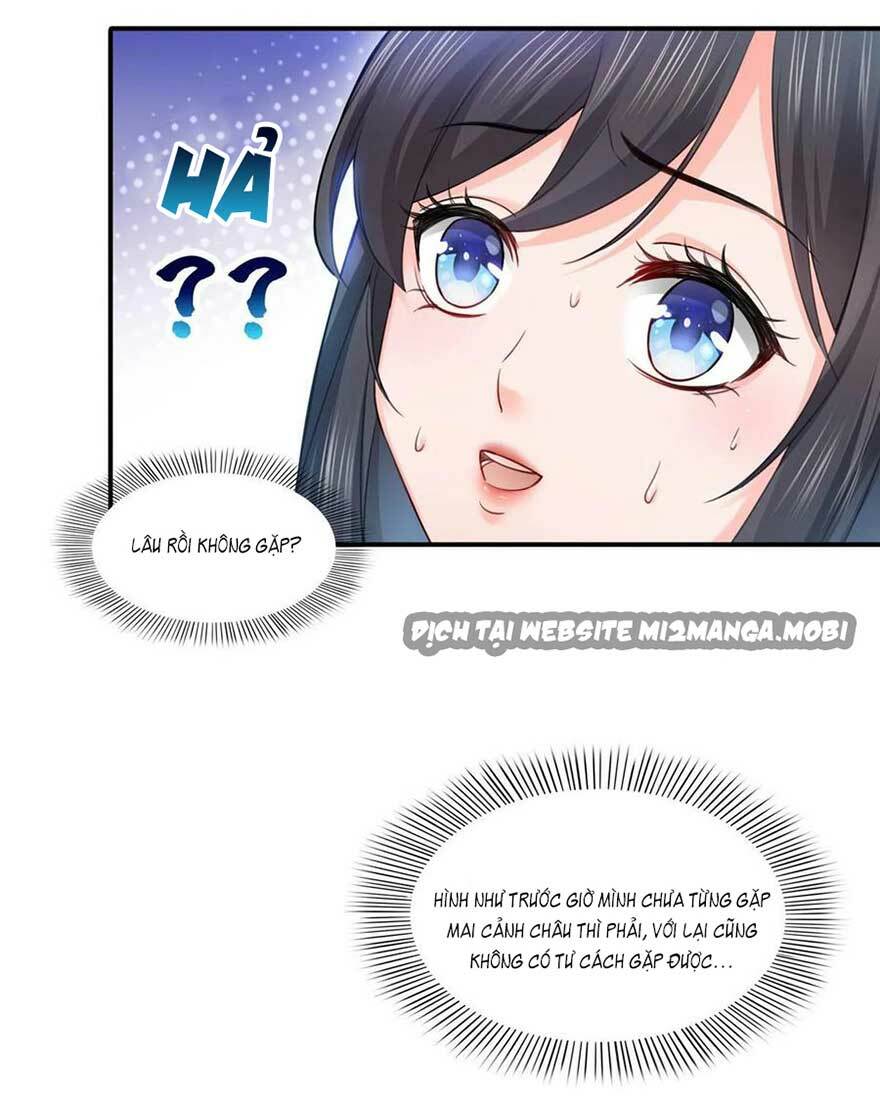 HẢ
??
LÂU RỒI KHÔNG GẶP?
DỊCH TẠI WEBSITE MI2MANGA.MOBI
HÌNH NHƯ TRƯỚC GIỜ MÌNH CHƯA TỪNG GẶP
MAI CẢNH CHÂU THÌ PHẢI, VỚI LẠI CŨNG
KHÔNG CÓ TƯ CÁCH GẶP ĐƯỢC...